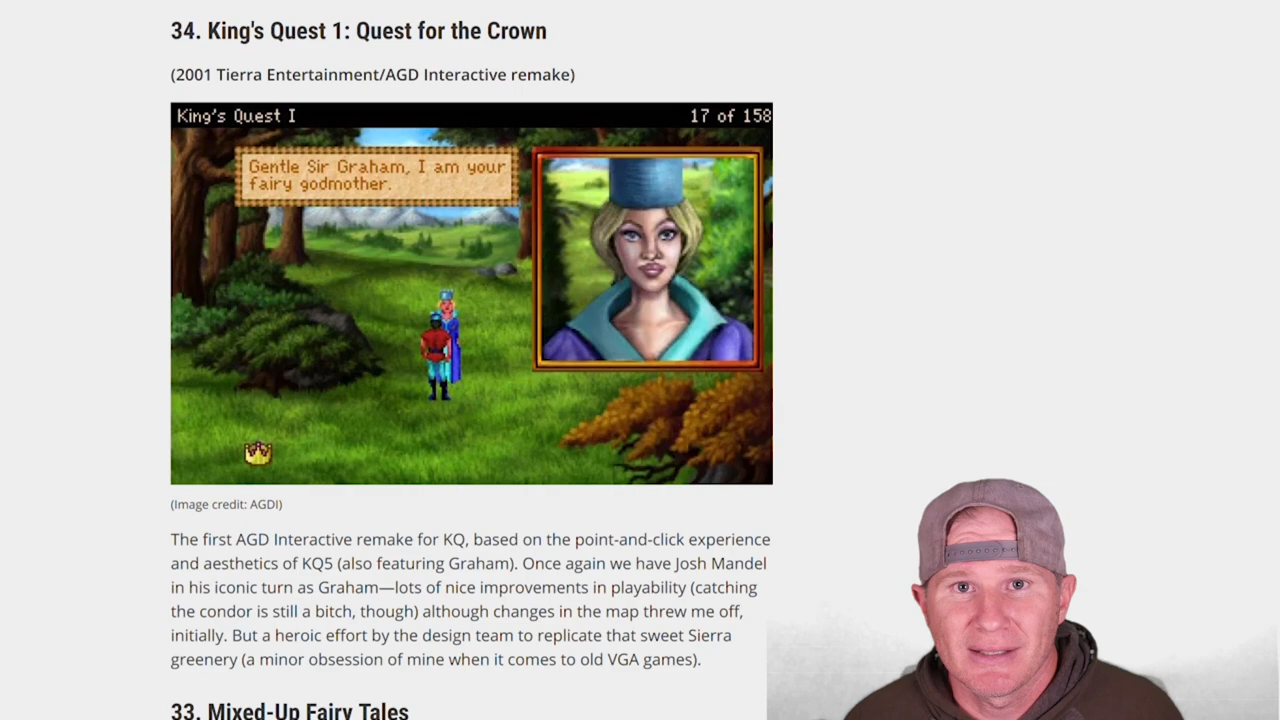 34. King's Quest 1: Quest for the Crown
(2001 Tierra Entertainment/AGD Interactive remake)
King's Quest I
17 of 158
Gentle Sir Graham, I am your
fairy godmother.
(Image credit: AGDI)
The first AGD Interactive remake for KQ, based on the point-and-click experience
and aesthetics of KQ5 (also featuring Graham). Once again we have Josh Mandel
in his iconic turn as Graham—lots of nice improvements in playability (catching
the condor is still a bitch, though) although changes in the map threw me off,
initially. But a heroic effort by the design team to replicate that sweet Sierra
greenery (a minor obsession of mine when it comes to old VGA games).
33. Mixed-Up Fairy Tales